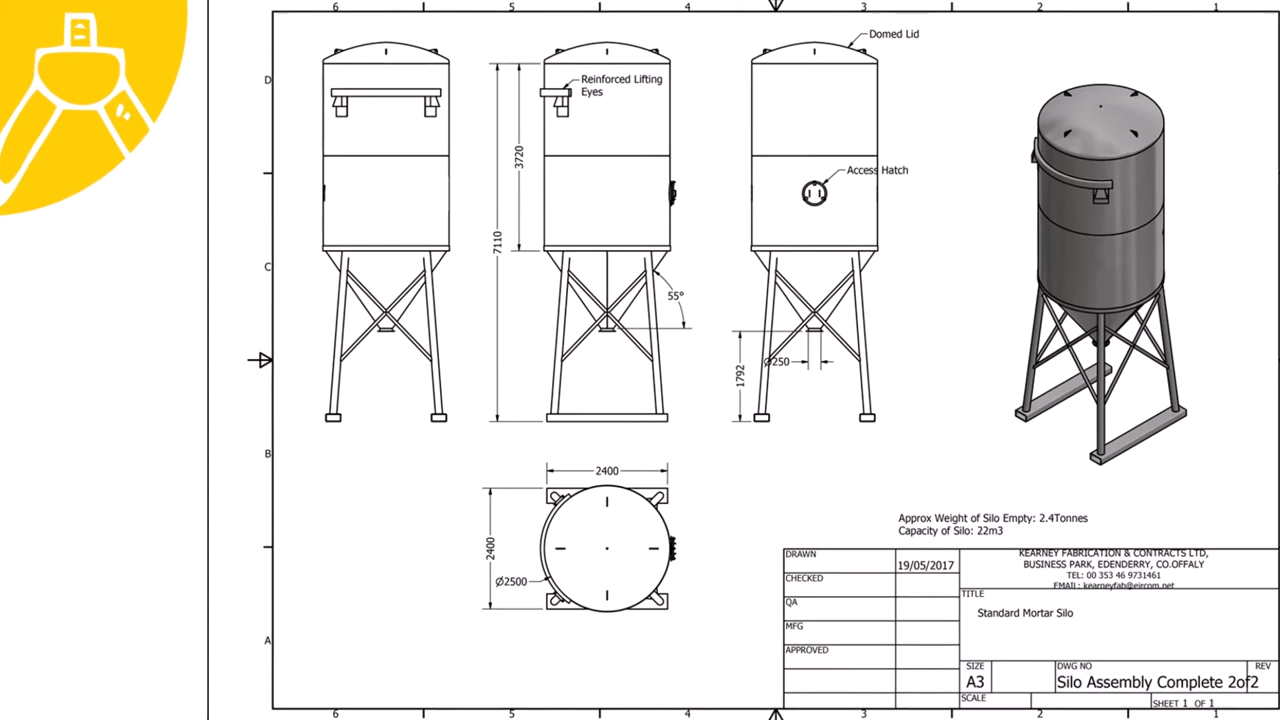 6 5 4 3 2 1
D
C
B
A
Domed Lid
Reinforced Lifting
Eyes
Access Hatch
3720
7110
55°
1792
Ø250
2400
2400
Ø2500
Approx Weight of Silo Empty: 2.4Tonnes
Capacity of Silo: 22m3
DRAWN
19/05/2017
CHECKED
QA
MFG
APPROVED
KEARNEY FABRICATION & CONTRACTS LTD,
BUSINESS PARK, EDENDERRY, CO.OFFALY
TEL: 00 353 46 9731461
EMAIL: kearneyfab@eircom.net
TITLE
Standard Mortar Silo
SIZE
A3
DWG NO
Silo Assembly Complete 2of2
REV
SCALE
SHEET 1 OF 1
6 5 4 3 2 1